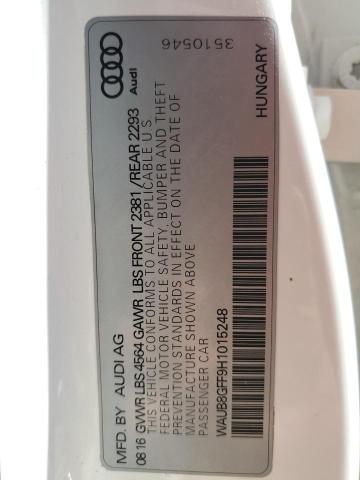 MFD. BY AUDI AG
08 16 GVWR LBS 4564 GAWR LBS FRONT 2381 / REAR 2293
THIS VEHICLE CONFORMS TO ALL APPLICABLE U S
FEDERAL MOTOR VEHICLE SAFETY, BUMPER AND THEFT
PREVENTION STANDARDS IN EFFECT ON THE DATE OF
MANUFACTURE SHOWN ABOVE
PASSENGER CAR
WAUB8GFF9H1015248
HUNGARY
Audi
3510546